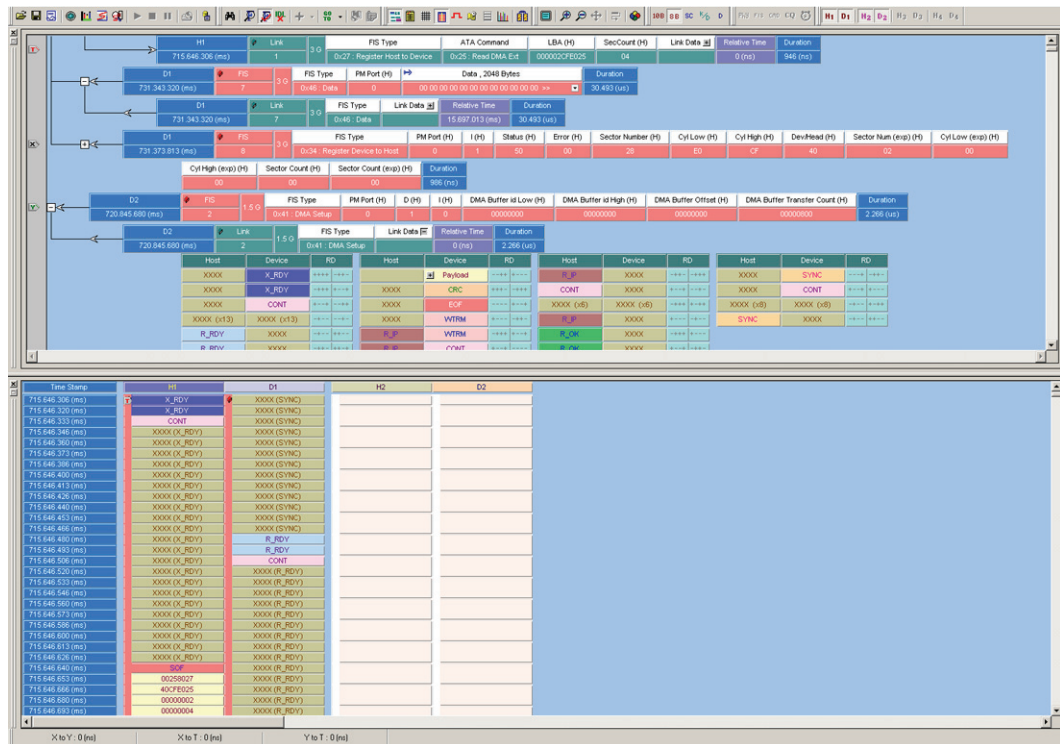 H1 Link 3 G FIS Type ATA Command LBA (H) SecCount (H) Link Data Relative Time Duration
715.646.306 (ms) 1 0x27 : Register Host to Device 0x25 : Read DMA Ext 000002CFE025 04 0 (ns) 946 (ns)
D1 FIS 3 G FIS Type PM Port (H) Data , 2048 Bytes Duration
731.343.320 (ms) 7 0x46 : Data 0 00 00 00 00 00 00 00 00 00 00 00 00 00 00 00 00 >> 30.493 (us)
D1 Link 3 G FIS Type Link Data Relative Time Duration
731.343.320 (ms) 7 0x46 : Data 15.697.013 (ms) 30.493 (us)
D1 FIS 3 G FIS Type PM Port (H) I (H) Status (H) Error (H) Sector Number (H) Cyl Low (H) Cyl High (H) Dev/Head (H) Sector Num (exp) (H) Cyl Low (exp) (H)
731.373.813 (ms) 8 0x34 : Register Device to Host 0 1 50 00 28 E0 CF 40 02 00
Cyl High (exp) (H) Sector Count (H) Sector Count (exp) (H) Duration
00 00 00 986 (ns)
D2 FIS 1.5 G FIS Type PM Port (H) D (H) I (H) DMA Buffer id Low (H) DMA Buffer id High (H) DMA Buffer Offset (H) DMA Buffer Transfer Count (H) Duration
720.845.680 (ms) 2 0x41 : DMA Setup 0 1 0 00000000 00000000 00000000 00000800 2.266 (us)
D2 Link 1.5 G FIS Type Link Data Relative Time Duration
720.845.680 (ms) 2 0x41 : DMA Setup 0 (ns) 2.266 (us)
Host Device RD Host Device RD Host Device RD Host Device RD
XXXX X_RDY Payload R_IP XXXX XXXX SYNC
XXXX X_RDY XXXX CRC CONT XXXX XXXX CONT
XXXX CONT XXXX EOF XXXX (x6) XXXX (x6) XXXX (x8) XXXX (x8)
XXXX (x13) XXXX (x13) XXXX WTRM R_IP XXXX SYNC XXXX
R_RDY XXXX R_IP WTRM R_OK XXXX
R_RDY XXXX R_IP CONT R_OK XXXX
Time Stamp H1 D1 H2 D2
715.646.306 (ms) X_RDY XXXX (SYNC)
715.646.320 (ms) X_RDY XXXX (SYNC)
715.646.333 (ms) CONT XXXX (SYNC)
715.646.346 (ms) XXXX (X_RDY) XXXX (SYNC)
715.646.360 (ms) XXXX (X_RDY) XXXX (SYNC)
715.646.373 (ms) XXXX (X_RDY) XXXX (SYNC)
715.646.386 (ms) XXXX (X_RDY) XXXX (SYNC)
715.646.400 (ms) XXXX (X_RDY) XXXX (SYNC)
715.646.413 (ms) XXXX (X_RDY) XXXX (SYNC)
715.646.426 (ms) XXXX (X_RDY) XXXX (SYNC)
715.646.440 (ms) XXXX (X_RDY) XXXX (SYNC)
715.646.453 (ms) XXXX (X_RDY) XXXX (SYNC)
715.646.466 (ms) XXXX (X_RDY) XXXX (SYNC)
715.646.480 (ms) XXXX (X_RDY) R_RDY
715.646.493 (ms) XXXX (X_RDY) R_RDY
715.646.506 (ms) XXXX (X_RDY) CONT
715.646.520 (ms) XXXX (X_RDY) XXXX (R_RDY)
715.646.533 (ms) XXXX (X_RDY) XXXX (R_RDY)
715.646.546 (ms) XXXX (X_RDY) XXXX (R_RDY)
715.646.560 (ms) XXXX (X_RDY) XXXX (R_RDY)
715.646.573 (ms) XXXX (X_RDY) XXXX (R_RDY)
715.646.586 (ms) XXXX (X_RDY) XXXX (R_RDY)
715.646.600 (ms) XXXX (X_RDY) XXXX (R_RDY)
715.646.613 (ms) XXXX (X_RDY) XXXX (R_RDY)
715.646.626 (ms) XXXX (X_RDY) XXXX (R_RDY)
715.646.640 (ms) SOF XXXX (R_RDY)
715.646.653 (ms) 00258027 XXXX (R_RDY)
715.646.666 (ms) 40CFE025 XXXX (R_RDY)
715.646.680 (ms) 00000002 XXXX (R_RDY)
715.646.693 (ms) 00000004 XXXX (R_RDY)
X to Y : 0 (ns) X to T : 0 (ns) Y to T : 0 (ns)